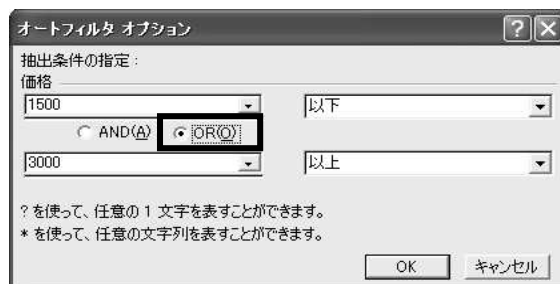 オートフィルタ オプション
抽出条件の指定：
価格
1500 以下
AND(A) OR(O)
3000 以上
? を使って、任意の 1 文字を表すことができます。
* を使って、任意の文字列を表すことができます。
OK キャンセル